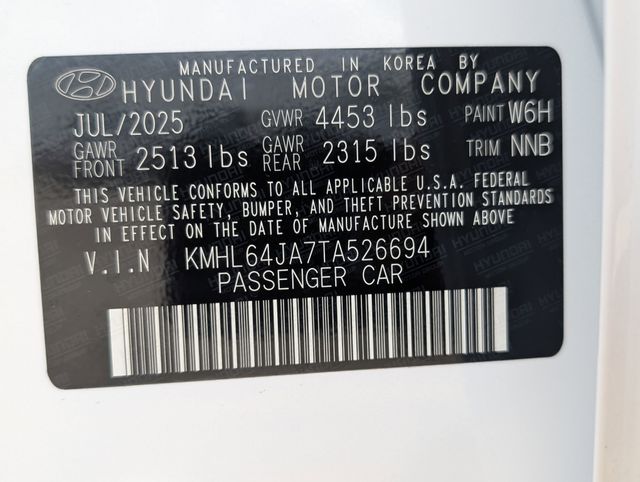 MANUFACTURED IN KOREA BY
HYUNDAI MOTOR COMPANY
JUL/2025 GVWR 4453 lbs PAINT W6H
GAWR FRONT 2513 lbs GAWR REAR 2315 lbs TRIM NNB
THIS VEHICLE CONFORMS TO ALL APPLICABLE U.S.A. FEDERAL
MOTOR VEHICLE SAFETY, BUMPER, AND THEFT PREVENTION STANDARDS
IN EFFECT ON THE DATE OF MANUFACTURE SHOWN ABOVE
V.I.N KMHL64JA7TA526694
PASSENGER CAR